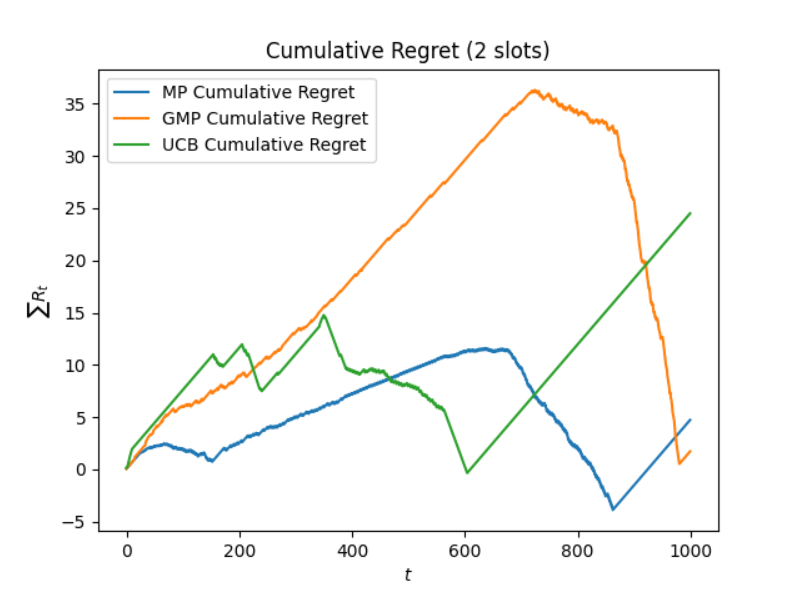 Cumulative Regret (2 slots)
MP Cumulative Regret
GMP Cumulative Regret
UCB Cumulative Regret
35
30
25
20
15
10
5
0
−5
∑Rₜ
0 200 400 600 800 1000
t